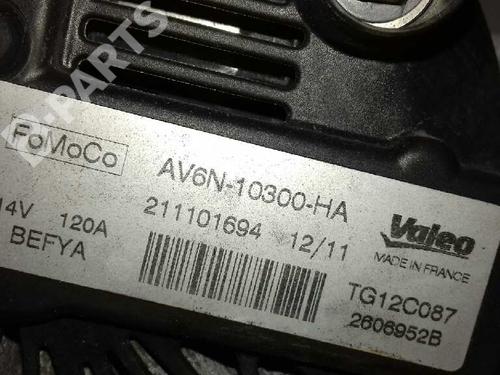 B-PARTS
FoMoCo
AV6N-10300-HA
14V 120A
211101694 12/11
BEFYA
Valeo
MADE IN FRANCE
TG12C087
2606952B